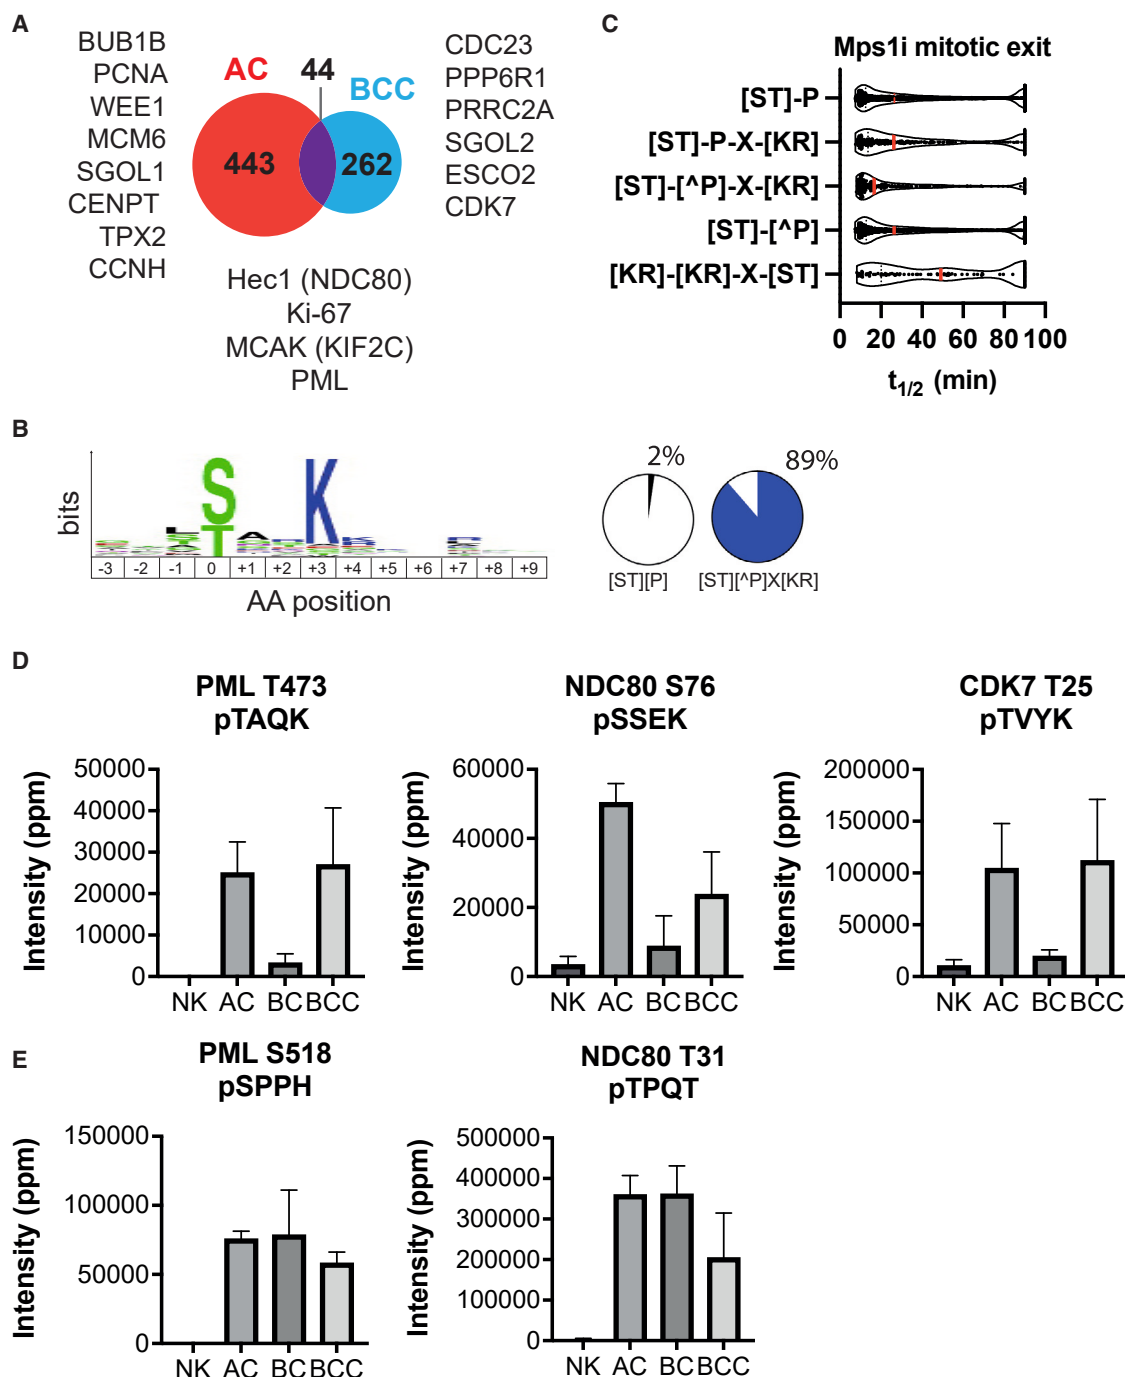 A
BUB1B
PCNA
WEE1
MCM6
SGOL1
CENPT
TPX2
CCNH
AC
44
BCC
443
262
CDC23
PPP6R1
PRRC2A
SGOL2
ESCO2
CDK7
Hec1 (NDC80)
Ki-67
MCAK (KIF2C)
PML
C
Mps1i mitotic exit
[ST]-P
[ST]-P-X-[KR]
[ST]-[^P]-X-[KR]
[ST]-[^P]
[KR]-[KR]-X-[ST]
0 20 40 60 80 100
t1/2 (min)
B
bits
S
T
K
L
A
K
-3 -2 -1 0 +1 +2 +3 +4 +5 +6 +7 +8 +9
AA position
2%
[ST][P]
89%
[ST][^P]X[KR]
D
PML T473
pTAQK
Intensity (ppm)
50000
40000
30000
20000
10000
0
NK AC BC BCC
NDC80 S76
pSSEK
Intensity (ppm)
60000
40000
20000
0
NK AC BC BCC
CDK7 T25
pTVYK
Intensity (ppm)
200000
150000
100000
50000
0
NK AC BC BCC
E
PML S518
pSPPH
Intensity (ppm)
150000
100000
50000
0
NK AC BC BCC
NDC80 T31
pTPQT
Intensity (ppm)
500000
400000
300000
200000
100000
0
NK AC BC BCC